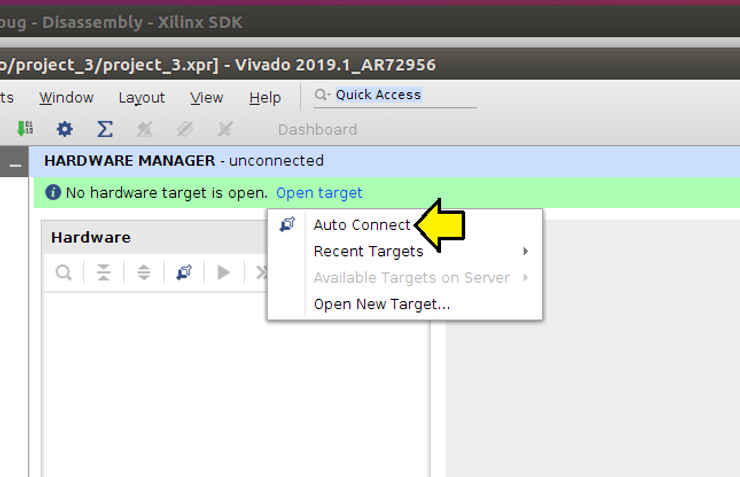 oug - Disassembly - Xilinx SDK
o/project_3/project_3.xpr] - Vivado 2019.1_AR72956
ts Window Layout View Help Quick Access
Dashboard
HARDWARE MANAGER - unconnected
No hardware target is open. Open target
Auto Connect
Hardware
Recent Targets
Available Targets on Server
Open New Target...